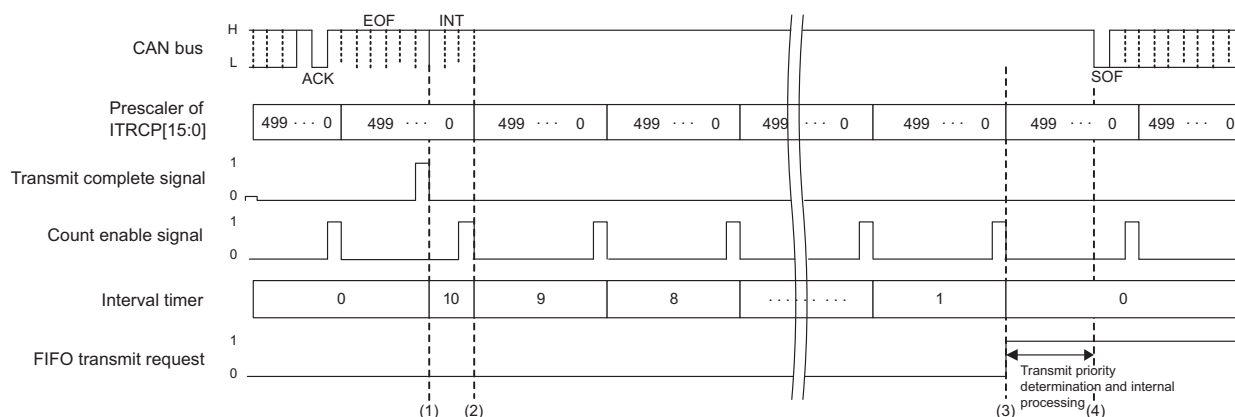 EOF INT
H
CAN bus
L
ACK SOF
Prescaler of
ITRCP[15:0]
499 ··· 0 499 ··· 0 499 ··· 0 499 ··· 0 499 ··· 0 499 ··· 0 499 ··· 0 499 ··· 0
1
Transmit complete signal
0
1
Count enable signal
0
Interval timer 0 10 9 8 ········· 1 0
1
FIFO transmit request
0
Transmit priority
determination and internal
processing
(1) (2) (3) (4)